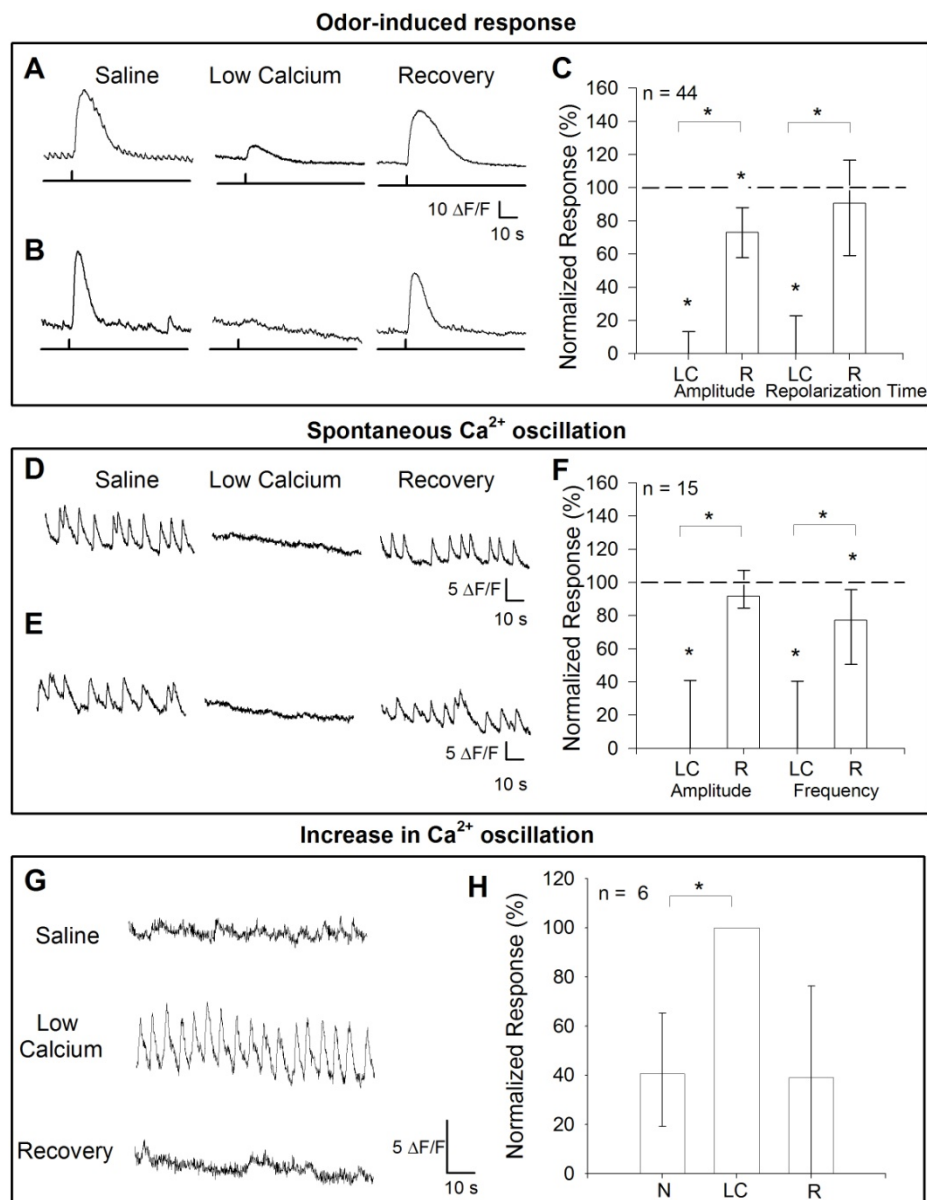 Odor-induced response
A
Saline
Low Calcium
Recovery
10 ΔF/F
10 s
B
C
n = 44
Normalized Response (%)
160
140
120
100
80
60
40
20
0
*
*
*
*
*
LC
R
LC
R
Amplitude
Repolarization Time
Spontaneous Ca²⁺ oscillation
D
Saline
Low Calcium
Recovery
5 ΔF/F
10 s
E
5 ΔF/F
10 s
F
n = 15
Normalized Response (%)
160
140
120
100
80
60
40
20
0
*
*
*
*
*
LC
R
LC
R
Amplitude
Frequency
Increase in Ca²⁺ oscillation
G
Saline
Low
Calcium
Recovery
5 ΔF/F
10 s
H
n = 6
Normalized Response (%)
120
100
80
60
40
20
0
*
N
LC
R